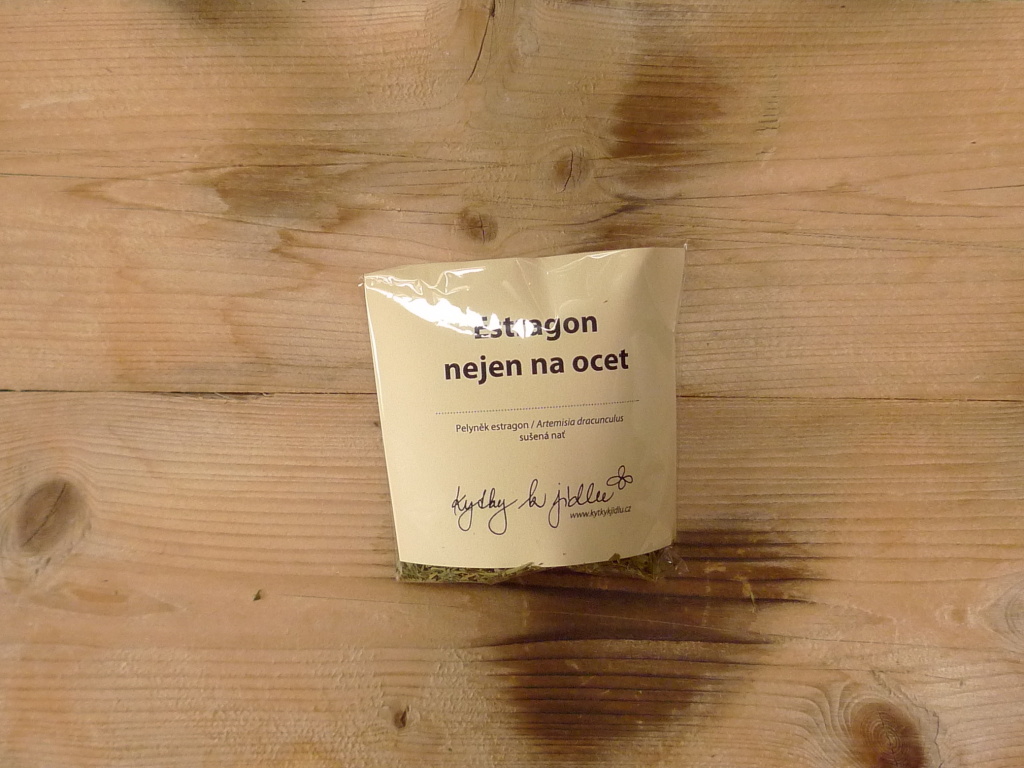 Estragon
nejen na ocet
Pelyněk estragon / Artemisia dracunculus
sušená nať
kytky k jídlu
www.kytkykjidlu.cz